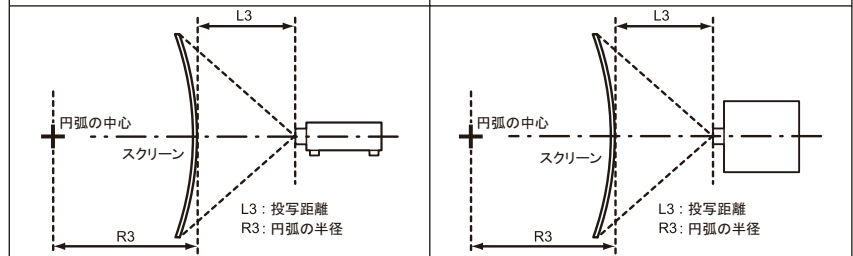 L3
円弧の中心
スクリーン
L3 : 投写距離
R3 : 円弧の半径
R3
L3
円弧の中心
スクリーン
L3 : 投写距離
R3 : 円弧の半径
R3